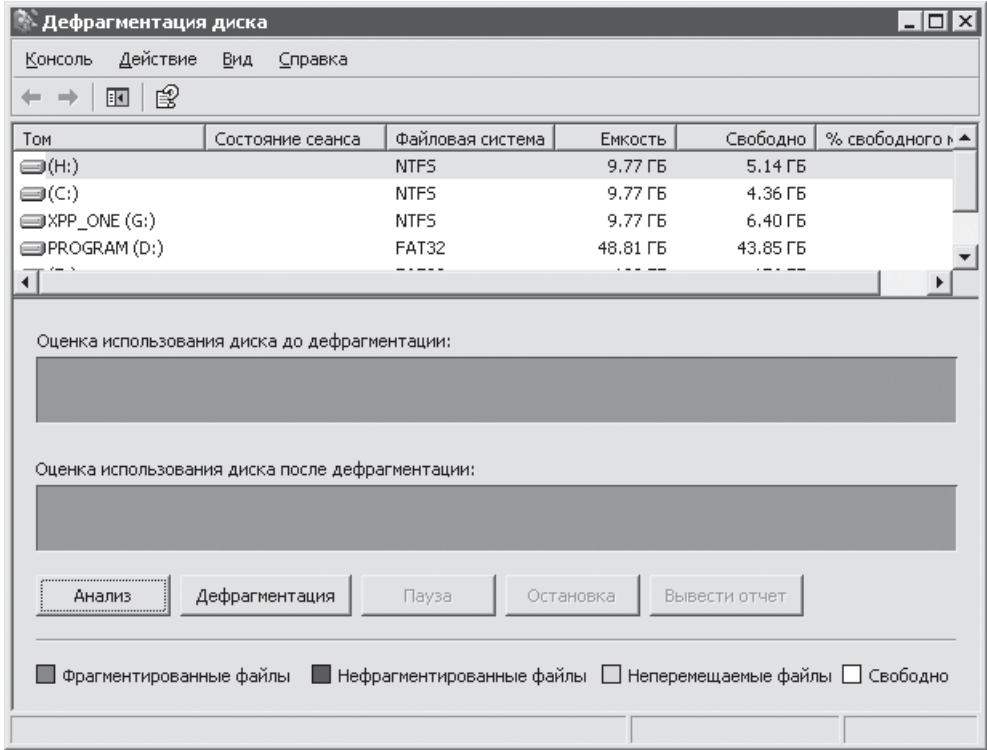 Дефрагментация диска
Консоль Действие Вид Справка
Том Состояние сеанса Файловая система Емкость Свободно % свободного
(H:) NTFS 9.77 ГБ 5.14 ГБ
(C:) NTFS 9.77 ГБ 4.36 ГБ
XPP_ONE (G:) NTFS 9.77 ГБ 6.40 ГБ
PROGRAM (D:) FAT32 48.81 ГБ 43.85 ГБ
Оценка использования диска до дефрагментации:
Оценка использования диска после дефрагментации:
Анализ Дефрагментация Пауза Остановка Вывести отчет
Фрагментированные файлы Нефрагментированные файлы Неперемещаемые файлы Свободно